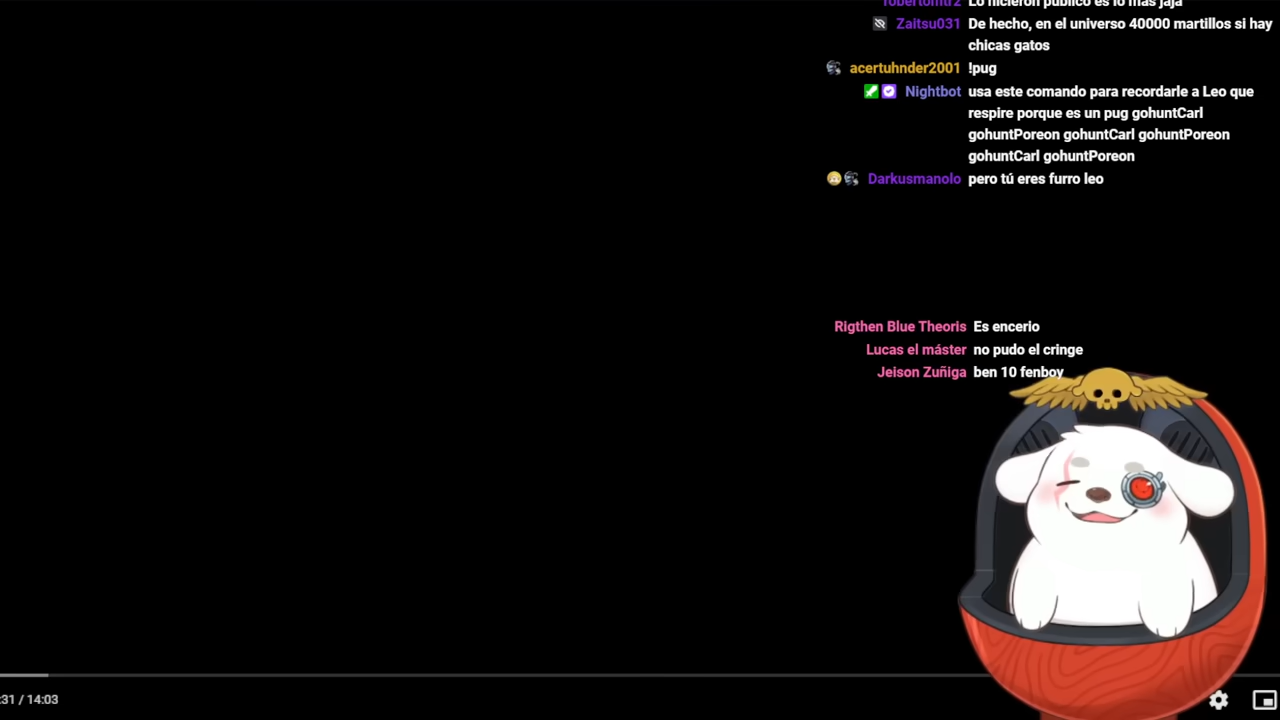 robertomtr2 Lo hicieron público es lo más jaja
Zaitsu031 De hecho, en el universo 40000 martillos si hay
chicas gatos
acertuhnder2001 !pug
Nightbot usa este comando para recordarle a Leo que
respire porque es un pug gohuntCarl
gohuntPoreon gohuntCarl gohuntPoreon
gohuntCarl gohuntPoreon
Darkusmanolo pero tú eres furro leo
Rigthen Blue Theoris Es encerio
Lucas el máster no pudo el cringe
Jeison Zuñiga ben 10 fenboy
:31 / 14:03